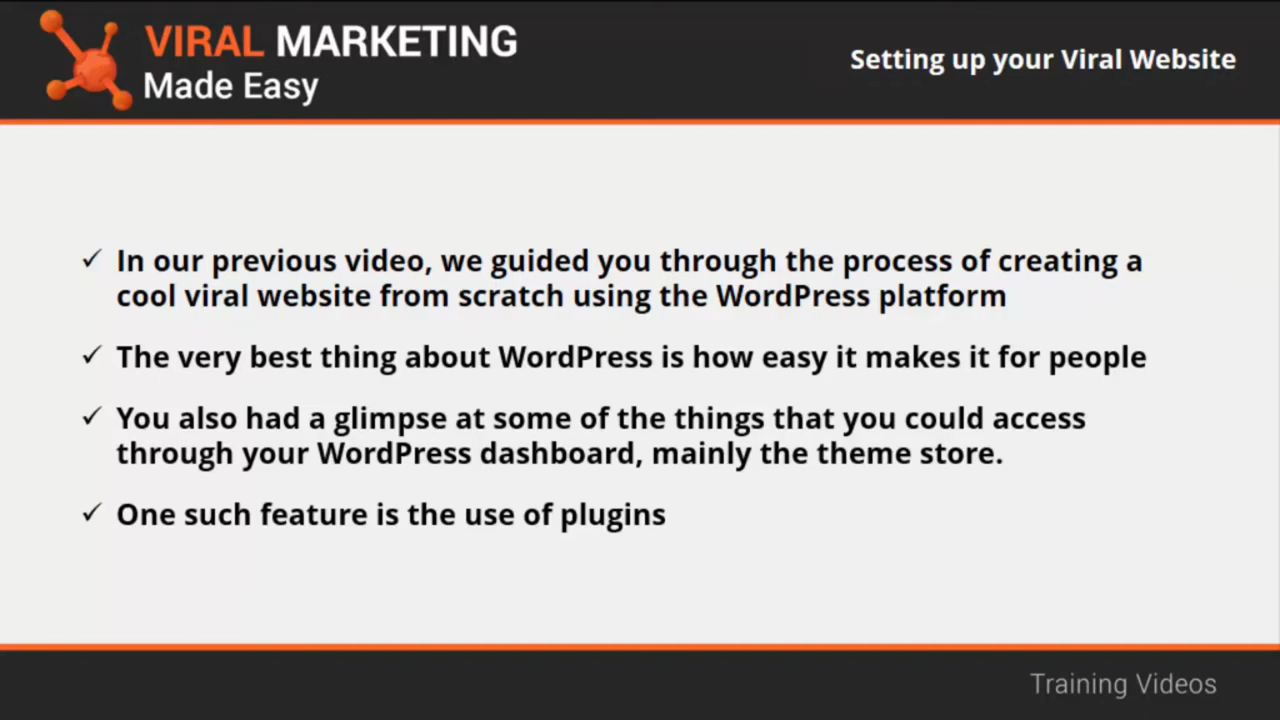 VIRAL MARKETING
Made Easy
Setting up your Viral Website
✓ In our previous video, we guided you through the process of creating a
cool viral website from scratch using the WordPress platform
✓ The very best thing about WordPress is how easy it makes it for people
✓ You also had a glimpse at some of the things that you could access
through your WordPress dashboard, mainly the theme store.
✓ One such feature is the use of plugins
Training Videos